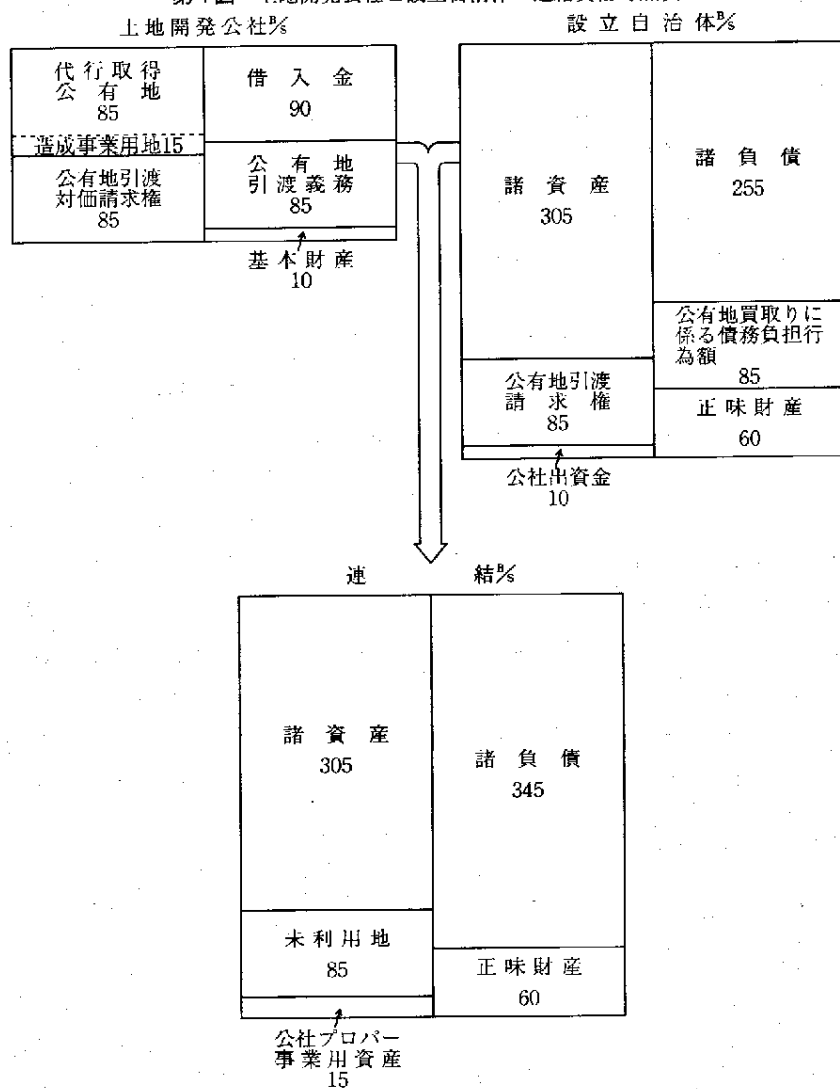 土地開発公社B/S
代行取得
公有地
85
造成事業用地15
公有地引渡
対価請求権
85
借入金
90
公有地
引渡義務
85
基本財産
10
設立自治体B/S
諸資産
305
公有地引渡
請求権
85
公社出資金
10
諸負債
255
公有地買取りに
係る債務負担行
為額
85
正味財産
60
連結B/S
諸資産
305
未利用地
85
公社プロパー
事業用資産
15
諸負債
345
正味財産
60